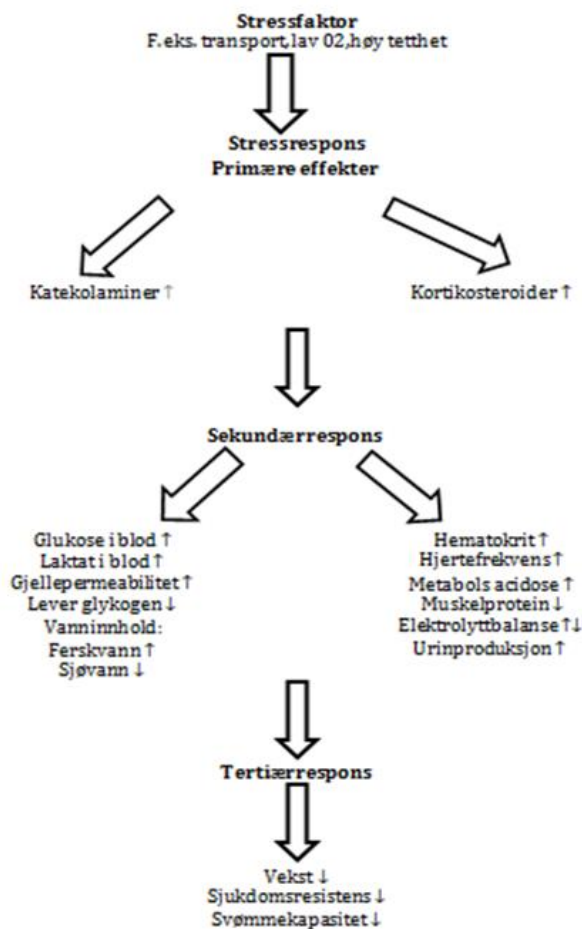 Stressfaktor
F. eks. transport, lav 02, høy tetthet
Stressrespons
Primære effekter
Katekolaminer ↑
Kortikosteroider ↑
Sekundærrespons
Glukose i blod ↑
Laktat i blod ↑
Gjellepermeabilitet ↑
Lever glykogen ↓
Vanninnhold:
Ferskvann ↑
Sjøvann ↓
Hematokrit ↑
Hjertefrekvens ↑
Metabols acidose ↑
Muskelprotein ↓
Elektrolyttbalanse ↑↓
Urinproduksjon ↑
Tertiærrespons
Vekst ↓
Sjukdomsresistens ↓
Svømmekapasitet ↓